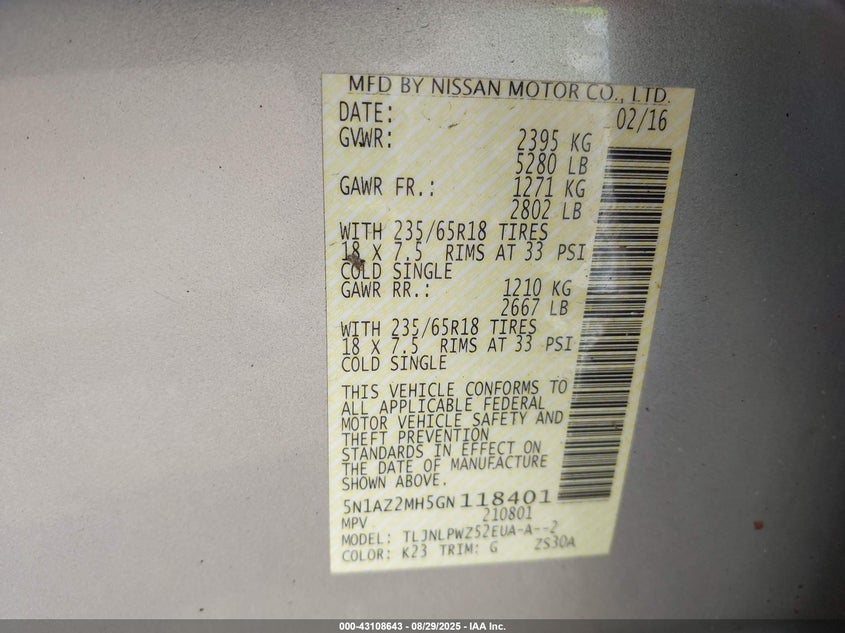 MFD BY NISSAN MOTOR CO., LTD.
DATE: 02/16
GVWR: 2395 KG
5280 LB
GAWR FR.: 1271 KG
2802 LB
WITH 235/65R18 TIRES
18 X 7.5 RIMS AT 33 PSI
COLD SINGLE
GAWR RR.: 1210 KG
2667 LB
WITH 235/65R18 TIRES
18 X 7.5 RIMS AT 33 PSI
COLD SINGLE
THIS VEHICLE CONFORMS TO
ALL APPLICABLE FEDERAL
MOTOR VEHICLE SAFETY AND
THEFT PREVENTION
STANDARDS IN EFFECT ON
THE DATE OF MANUFACTURE
SHOWN ABOVE.
5N1AZ2MH5GN118401
MPV 210801
MODEL: TLJNLPWZ52EUA-A--2
COLOR: K23 TRIM: G ZS30A
000-43108643 - 08/29/2025 - IAA Inc.